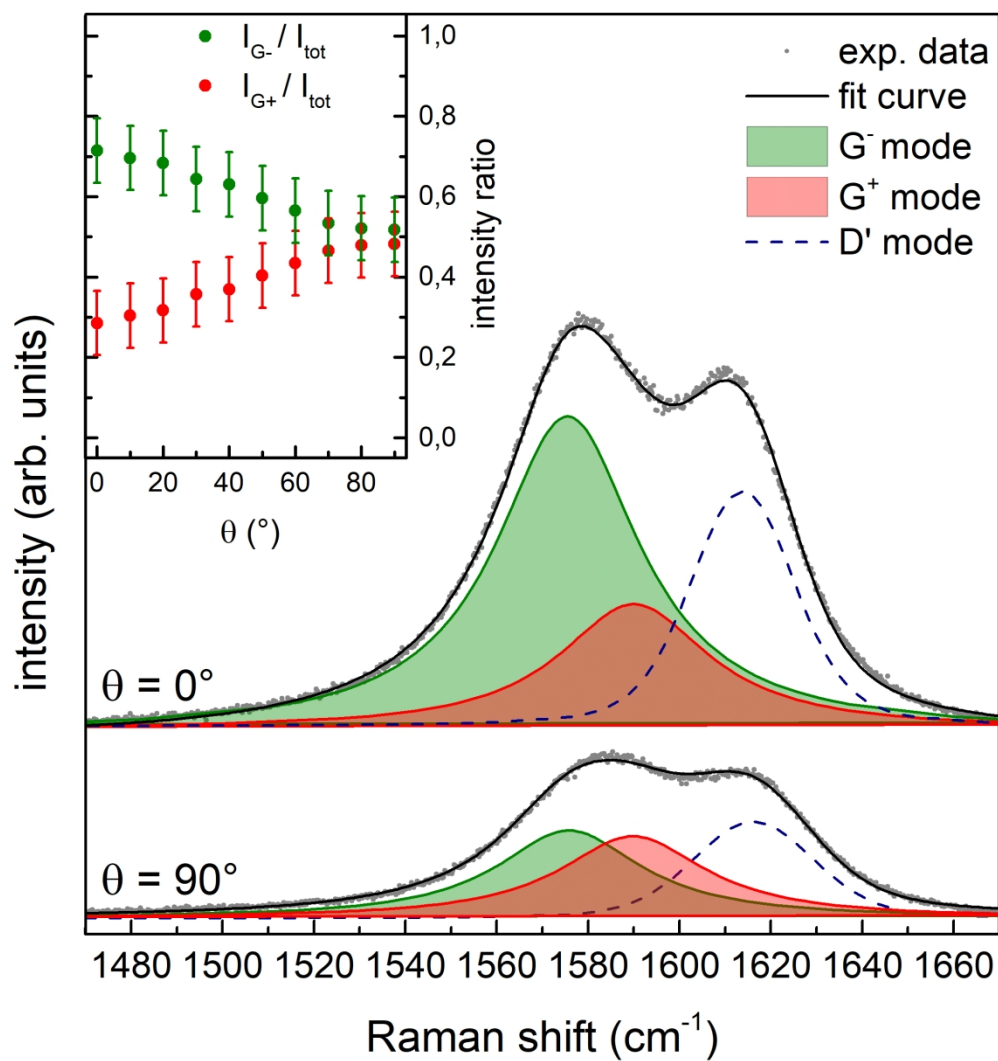 I_G- / I_tot
I_G+ / I_tot
1,0
0,8
0,6
0,4
0,2
0,0
intensity ratio
0 20 40 60 80
θ (°)
exp. data
fit curve
G⁻ mode
G⁺ mode
D' mode
intensity (arb. units)
θ = 0°
θ = 90°
1480 1500 1520 1540 1560 1580 1600 1620 1640 1660
Raman shift (cm⁻¹)